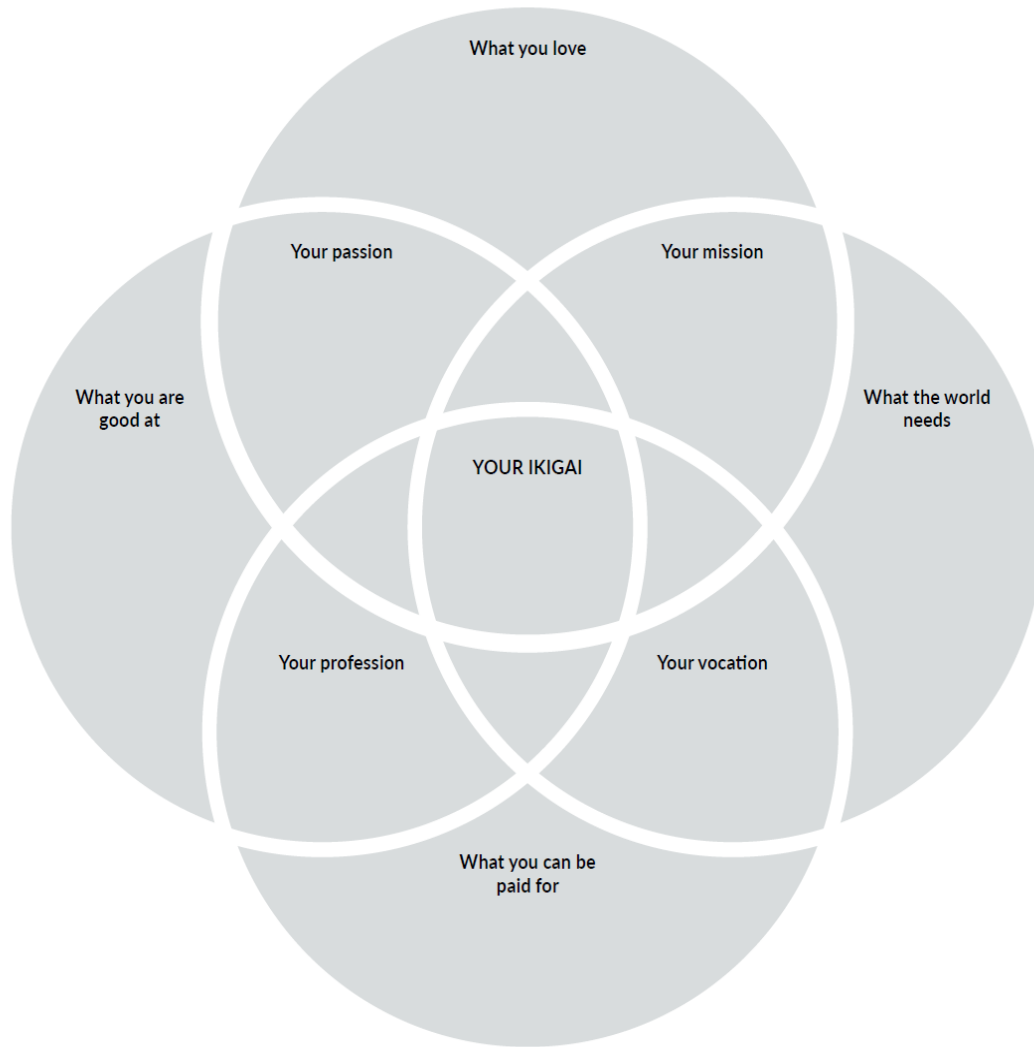 What you love
Your passion
Your mission
What you are
good at
What the world
needs
YOUR IKIGAI
Your profession
Your vocation
What you can be
paid for